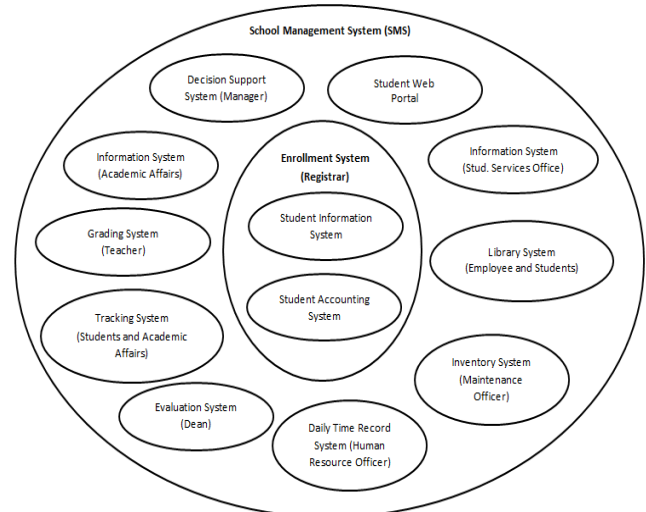 School Management System (SMS)
Decision Support
System (Manager)
Student Web
Portal
Information System
(Academic Affairs)
Enrollment System
(Registrar)
Information System
(Stud. Services Office)
Student Information
System
Grading System
(Teacher)
Library System
(Employee and Students)
Student Accounting
System
Tracking System
(Students and Academic
Affairs)
Inventory System
(Maintenance
Officer)
Evaluation System
(Dean)
Daily Time Record
System (Human
Resource Officer)